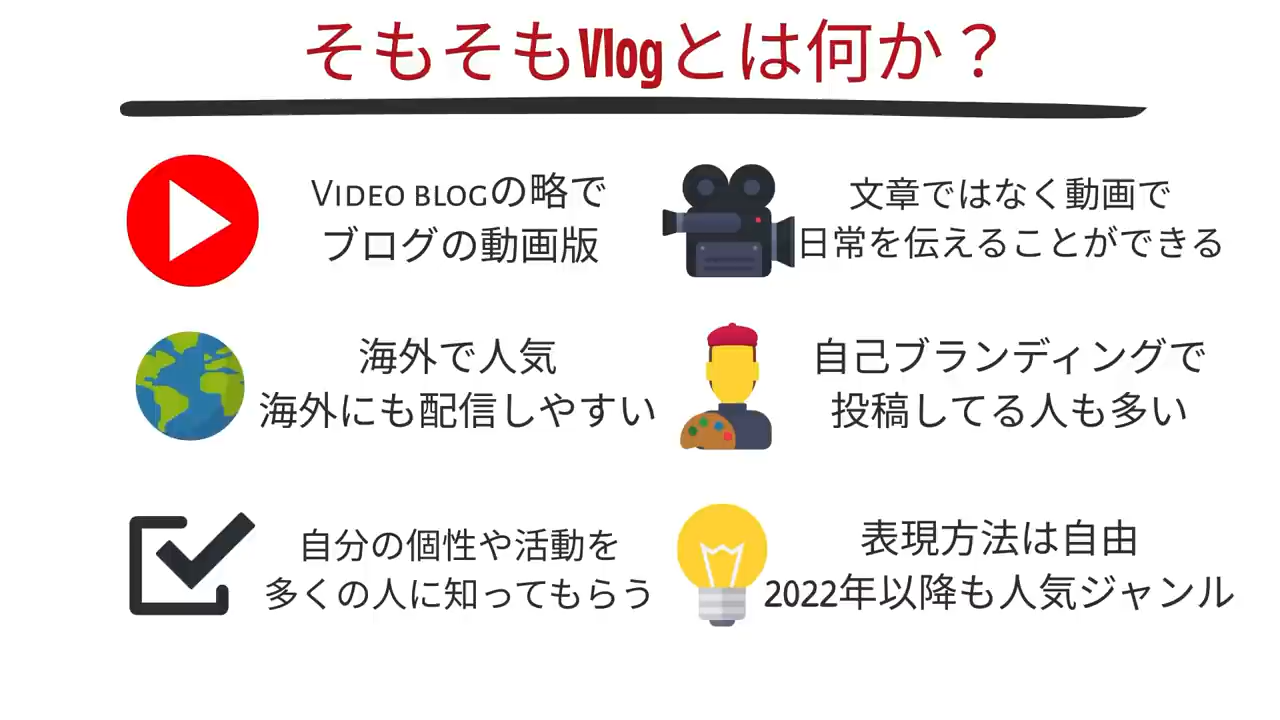 そもそもVlogとは何か？
Video blogの略で
ブログの動画版
文章ではなく動画で
日常を伝えることができる
海外で人気
海外にも配信しやすい
自己ブランディングで
投稿してる人も多い
自分の個性や活動を
多くの人に知ってもらう
表現方法は自由
2022年以降も人気ジャンル